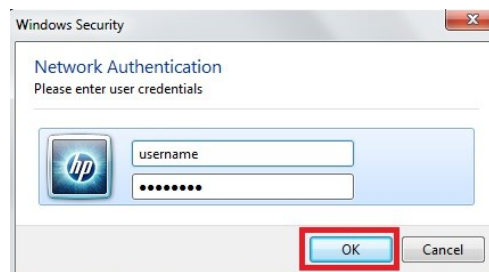 Windows Security
Network Authentication
Please enter user credentials
hp
username
••••••••
OK
Cancel